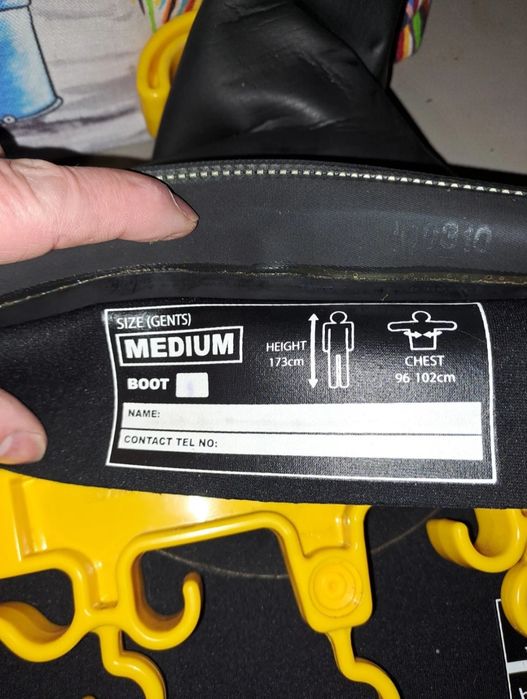 SIZE (GENTS)
MEDIUM
BOOT
HEIGHT
173cm
CHEST
96 102cm
NAME:
CONTACT TEL NO: